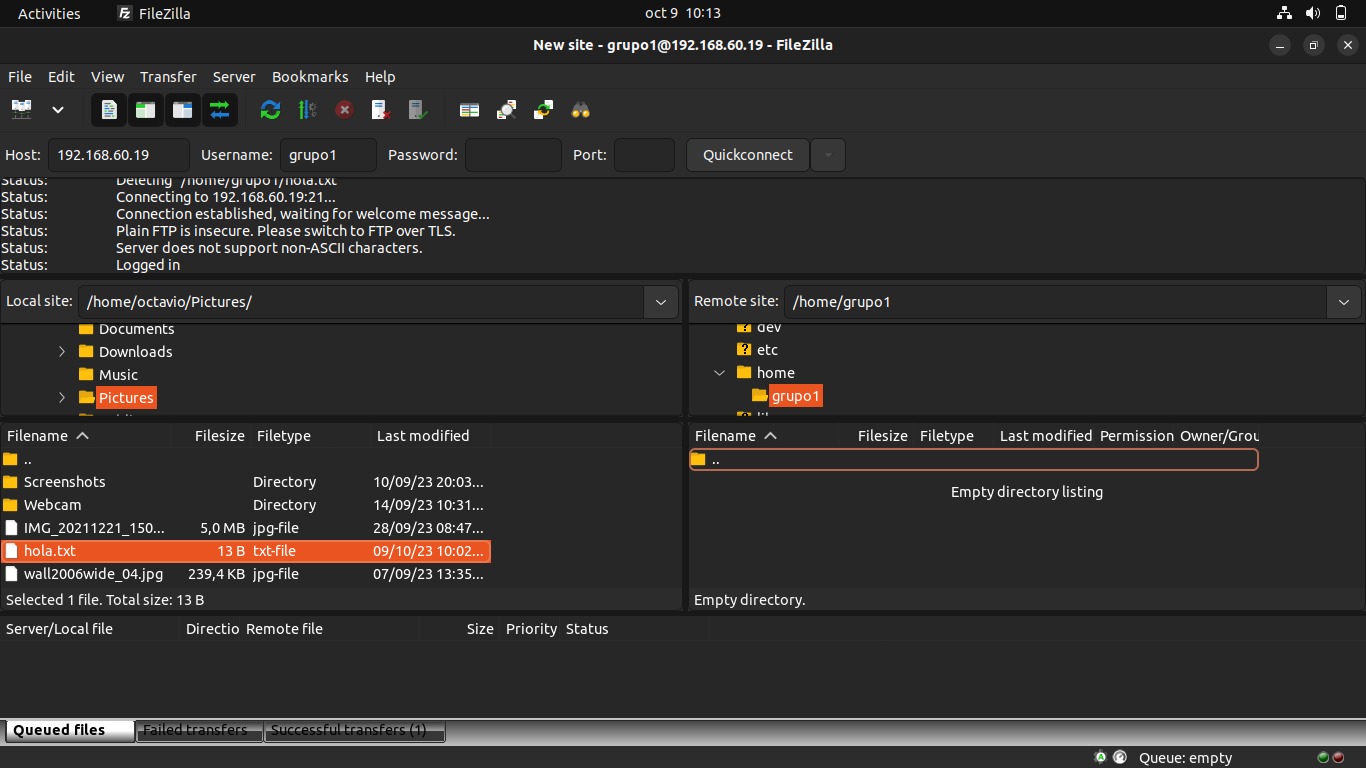 Activities FileZilla oct 9 10:13
New site - grupo1@192.168.60.19 - FileZilla
File Edit View Transfer Server Bookmarks Help
Host: 192.168.60.19 Username: grupo1 Password: Port: Quickconnect
Status: Deleting "/home/grupo1/hola.txt"
Status: Connecting to 192.168.60.19:21...
Status: Connection established, waiting for welcome message...
Status: Plain FTP is insecure. Please switch to FTP over TLS.
Status: Server does not support non-ASCII characters.
Status: Logged in
Local site: /home/octavio/Pictures/
Documents
Downloads
Music
Pictures
Remote site: /home/grupo1
dev
etc
home
grupo1
Filename Filesize Filetype Last modified
..
Screenshots Directory 10/09/23 20:03...
Webcam Directory 14/09/23 10:31...
IMG_20211221_150... 5,0 MB jpg-file 28/09/23 08:47...
hola.txt 13 B txt-file 09/10/23 10:02...
wall2006wide_04.jpg 239,4 KB jpg-file 07/09/23 13:35...
Selected 1 file. Total size: 13 B
Filename Filesize Filetype Last modified Permission Owner/Grou
..
Empty directory listing
Empty directory.
Server/Local file Directio Remote file Size Priority Status
Queued files Failed transfers Successful transfers (1)
Queue: empty